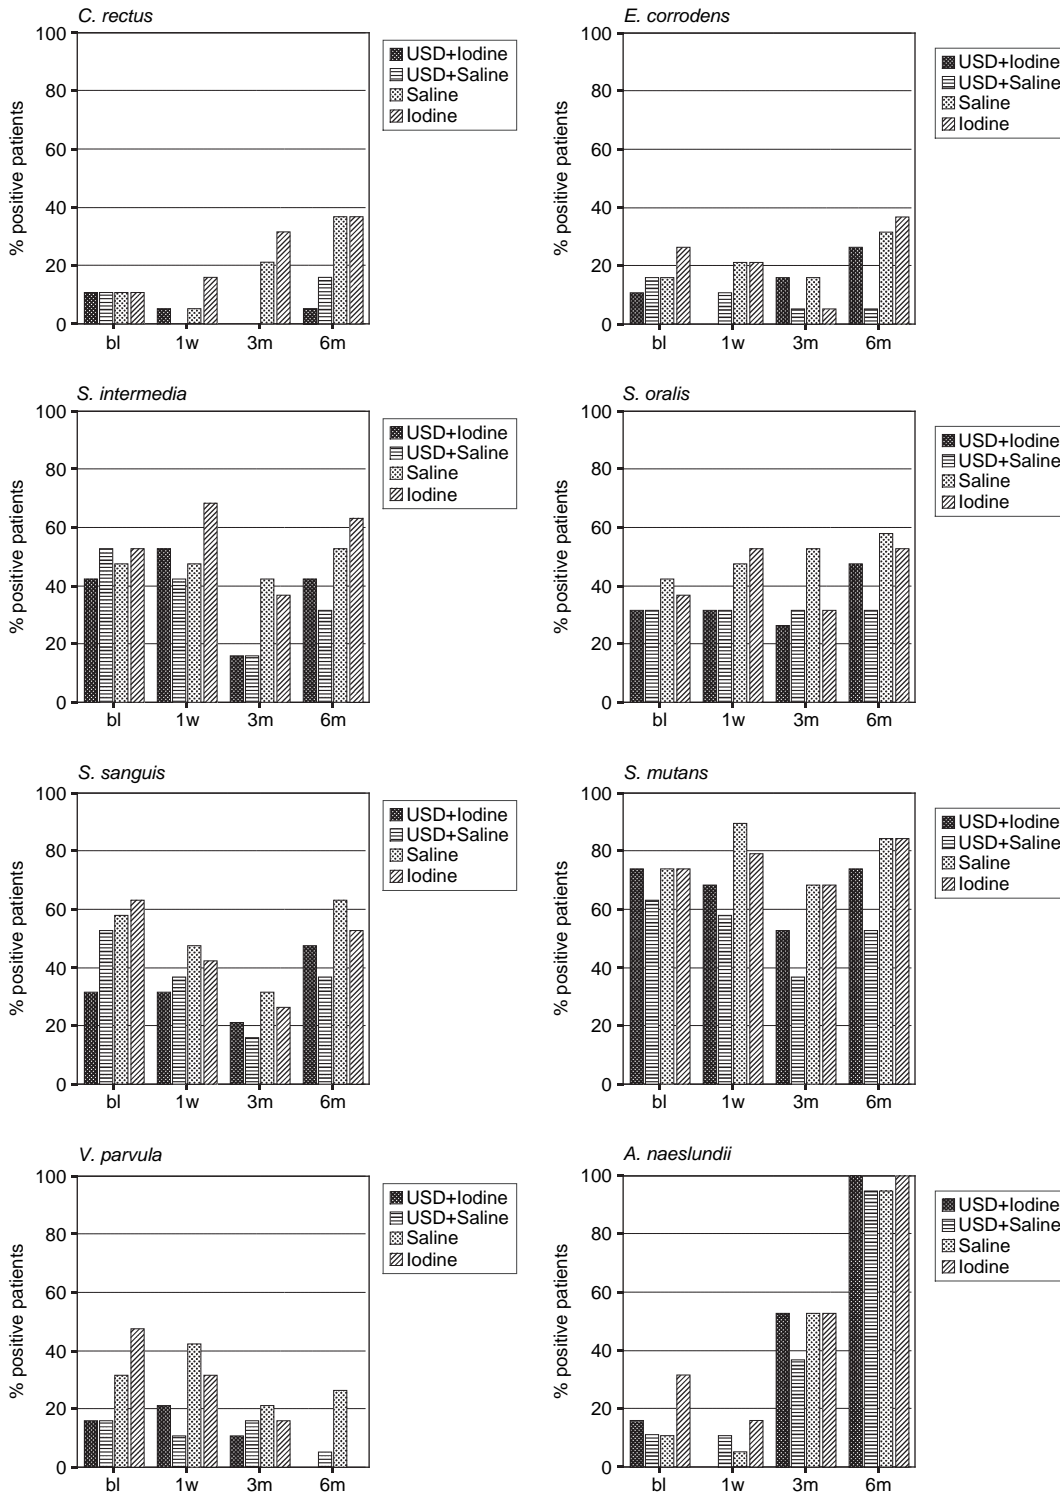 C. rectus
% positive patients
100
80
60
40
20
0
bl 1w 3m 6m
USD+Iodine
USD+Saline
Saline
Iodine
E. corrodens
% positive patients
100
80
60
40
20
0
bl 1w 3m 6m
USD+Iodine
USD+Saline
Saline
Iodine
S. intermedia
% positive patients
100
80
60
40
20
0
bl 1w 3m 6m
USD+Iodine
USD+Saline
Saline
Iodine
S. oralis
% positive patients
100
80
60
40
20
0
bl 1w 3m 6m
USD+Iodine
USD+Saline
Saline
Iodine
S. sanguis
% positive patients
100
80
60
40
20
0
bl 1w 3m 6m
USD+Iodine
USD+Saline
Saline
Iodine
S. mutans
% positive patients
100
80
60
40
20
0
bl 1w 3m 6m
USD+Iodine
USD+Saline
Saline
Iodine
V. parvula
% positive patients
100
80
60
40
20
0
bl 1w 3m 6m
USD+Iodine
USD+Saline
Saline
Iodine
A. naeslundii
% positive patients
100
80
60
40
20
0
bl 1w 3m 6m
USD+Iodine
USD+Saline
Saline
Iodine